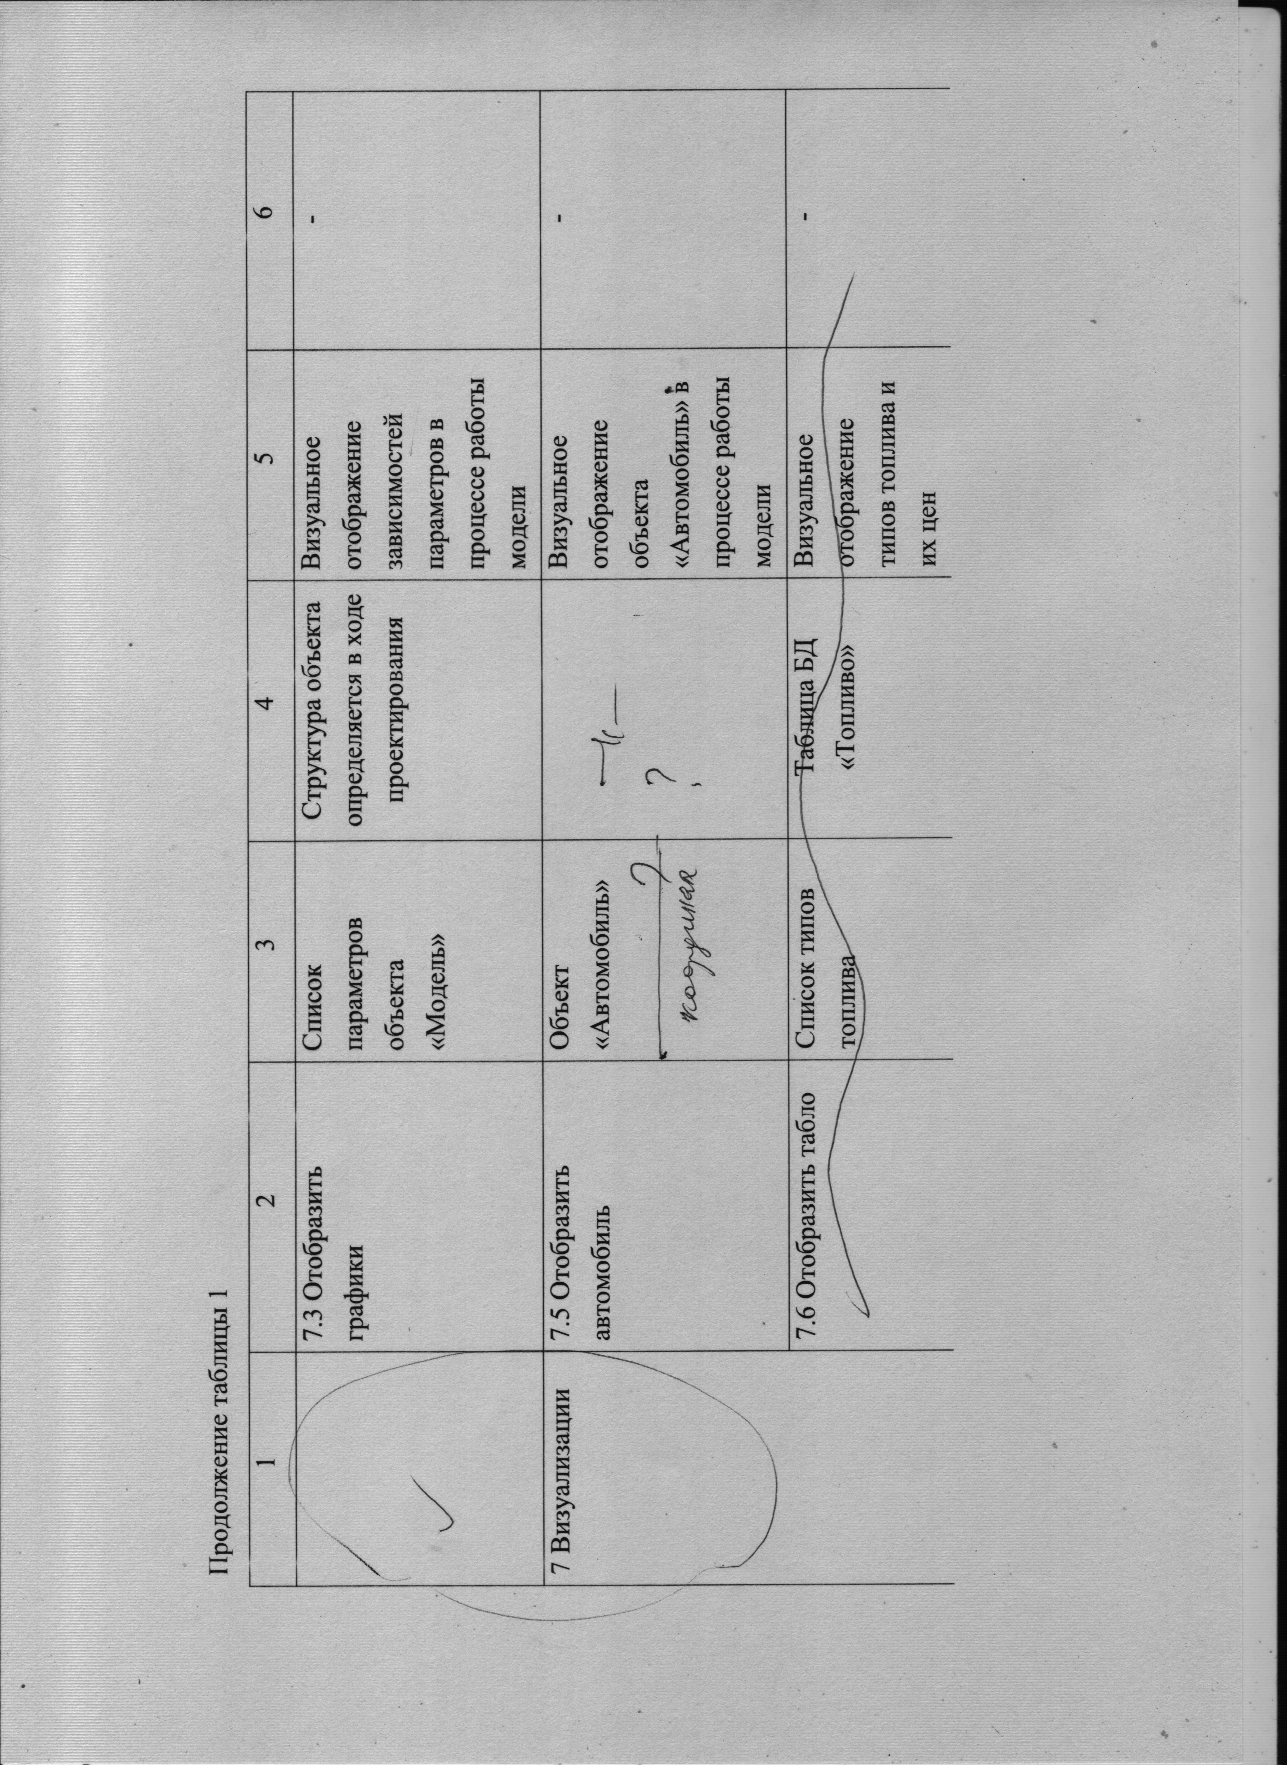 Продолжение таблицы 1
1 2 3 4 5 6
7.3 Отобразить
графики
Список
параметров
объекта
«Модель»
Структура объекта
определяется в ходе
проектирования
Визуальное
отображение
зависимостей
параметров в
процессе работы
модели
-
7 Визуализации
7.5 Отобразить
автомобиль
Объект
«Автомобиль»
?
—〃—
?
Визуальное
отображение
объекта
«Автомобиль» в
процессе работы
модели
-
7.6 Отобразить табло
Список типов
топлива
Таблица БД
«Топливо»
Визуальное
отображение
типов топлива и
их цен
-